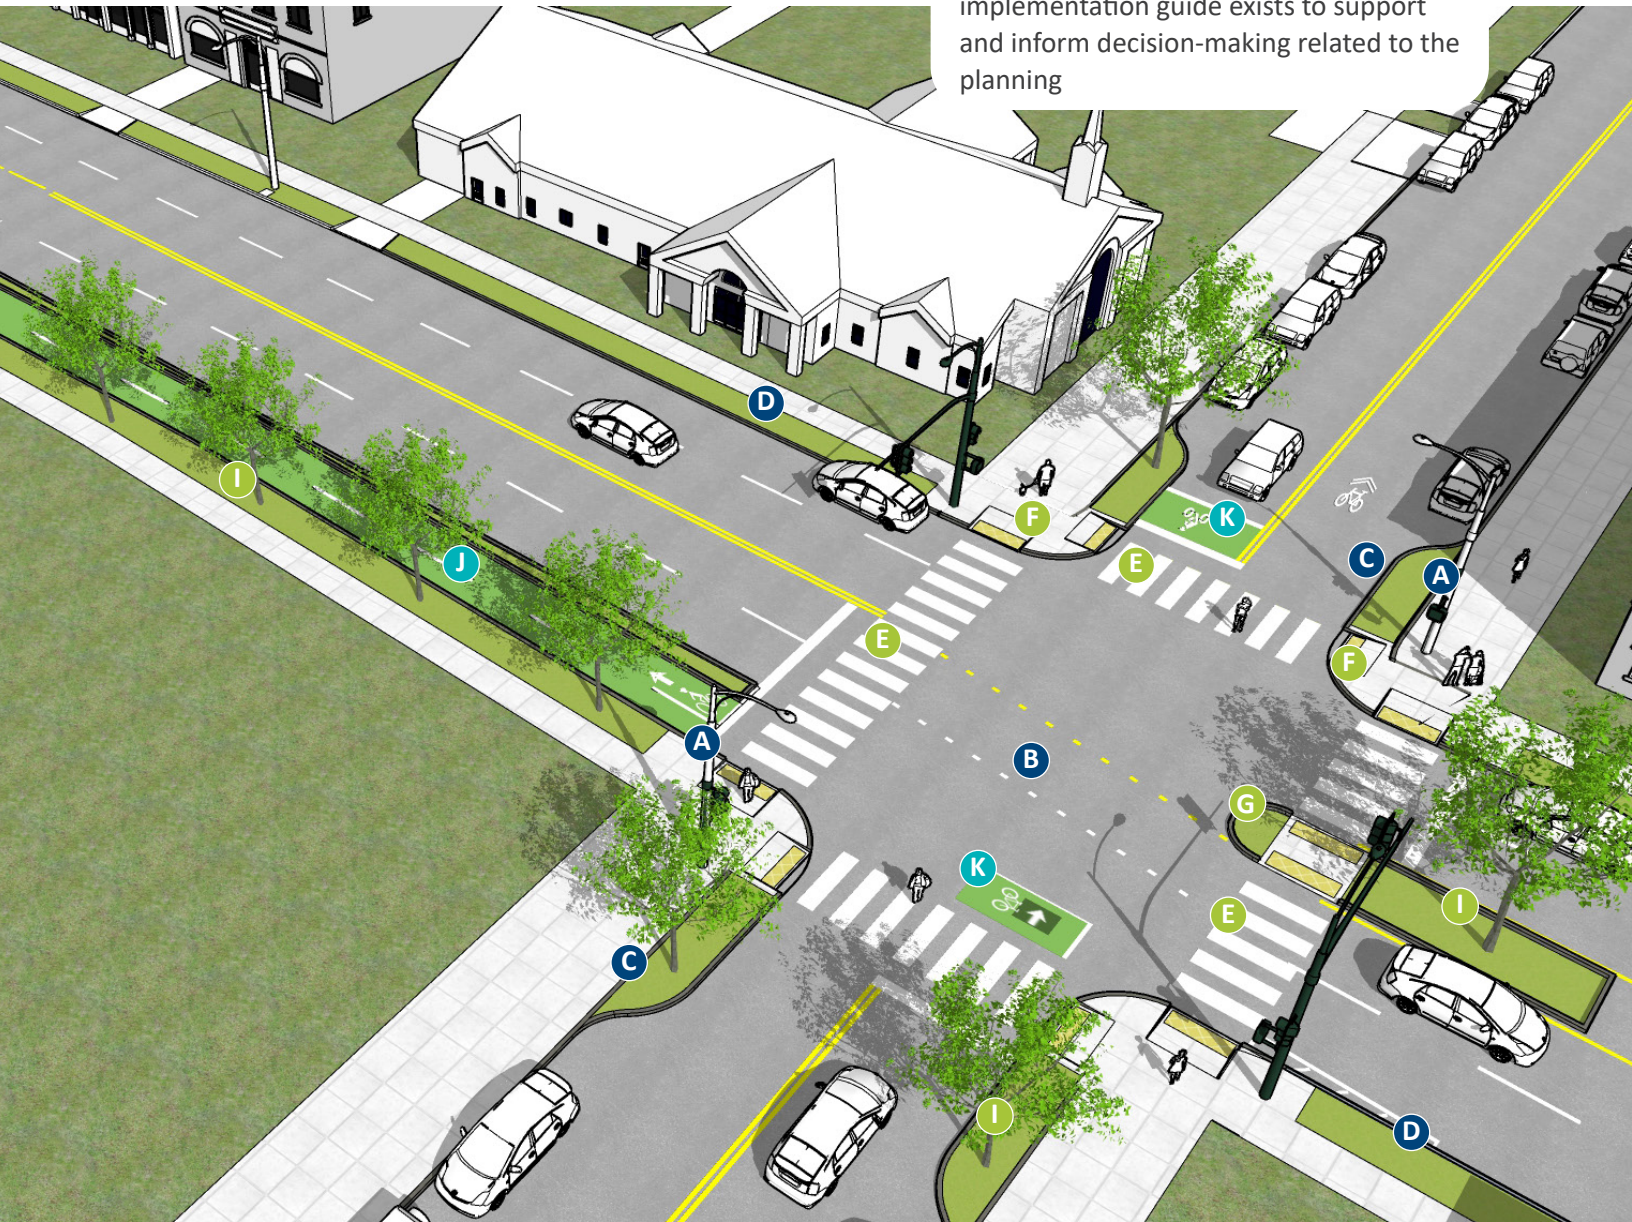 implementation guide exists to support
and inform decision-making related to the
planning
D
I
K
F
E
C
A
J
E
F
A
B
G
K
I
E
C
I
D